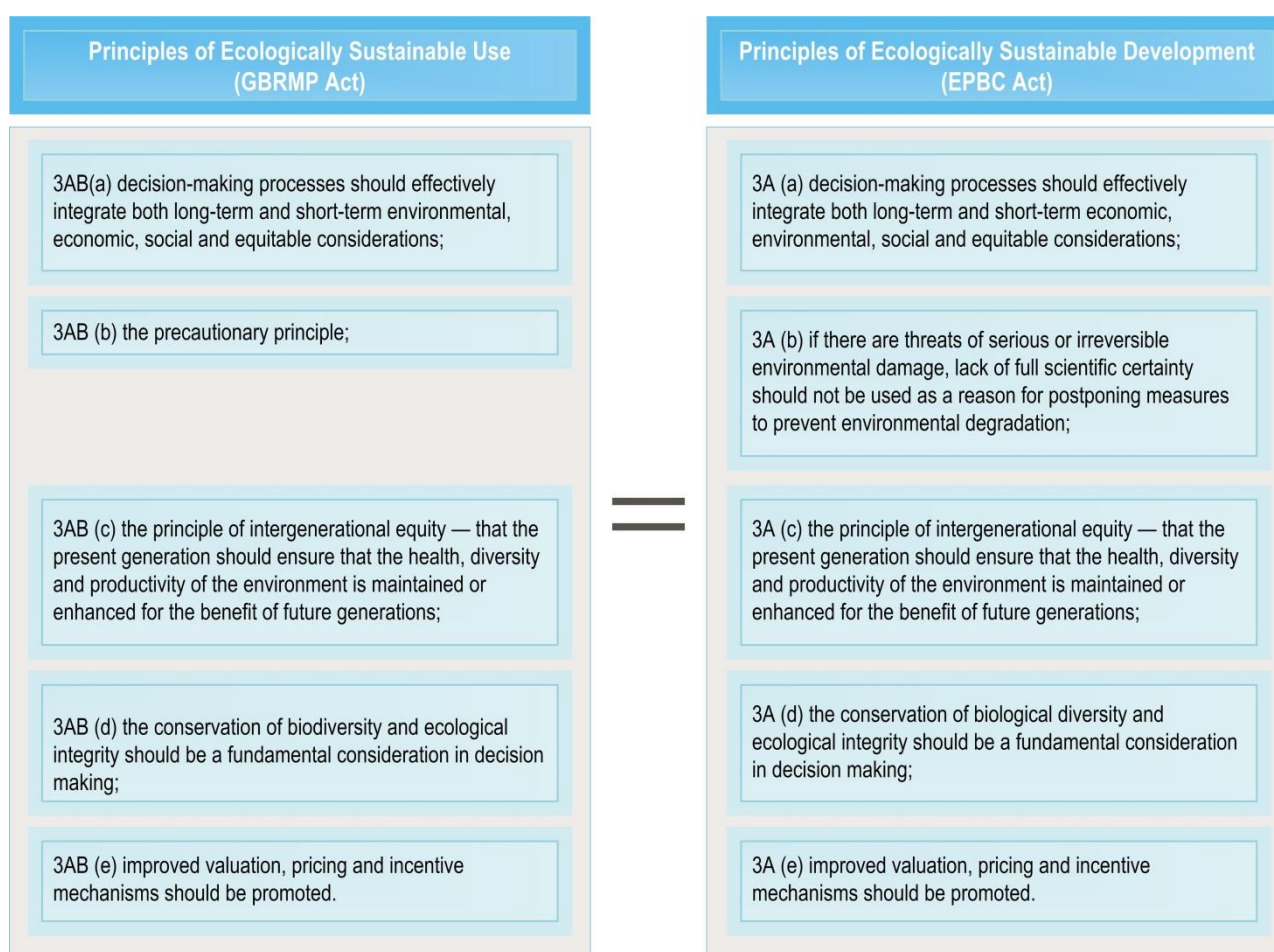 Principles of Ecologically Sustainable Use
(GBRMP Act)
3AB(a) decision-making processes should effectively
integrate both long-term and short-term environmental,
economic, social and equitable considerations;
3AB (b) the precautionary principle;
3AB (c) the principle of intergenerational equity — that the
present generation should ensure that the health, diversity
and productivity of the environment is maintained or
enhanced for the benefit of future generations;
3AB (d) the conservation of biodiversity and ecological
integrity should be a fundamental consideration in decision
making;
3AB (e) improved valuation, pricing and incentive
mechanisms should be promoted.
=
Principles of Ecologically Sustainable Development
(EPBC Act)
3A (a) decision-making processes should effectively
integrate both long-term and short-term economic,
environmental, social and equitable considerations;
3A (b) if there are threats of serious or irreversible
environmental damage, lack of full scientific certainty
should not be used as a reason for postponing measures
to prevent environmental degradation;
3A (c) the principle of intergenerational equity — that the
present generation should ensure that the health, diversity
and productivity of the environment is maintained or
enhanced for the benefit of future generations;
3A (d) the conservation of biological diversity and
ecological integrity should be a fundamental consideration
in decision making;
3A (e) improved valuation, pricing and incentive
mechanisms should be promoted.